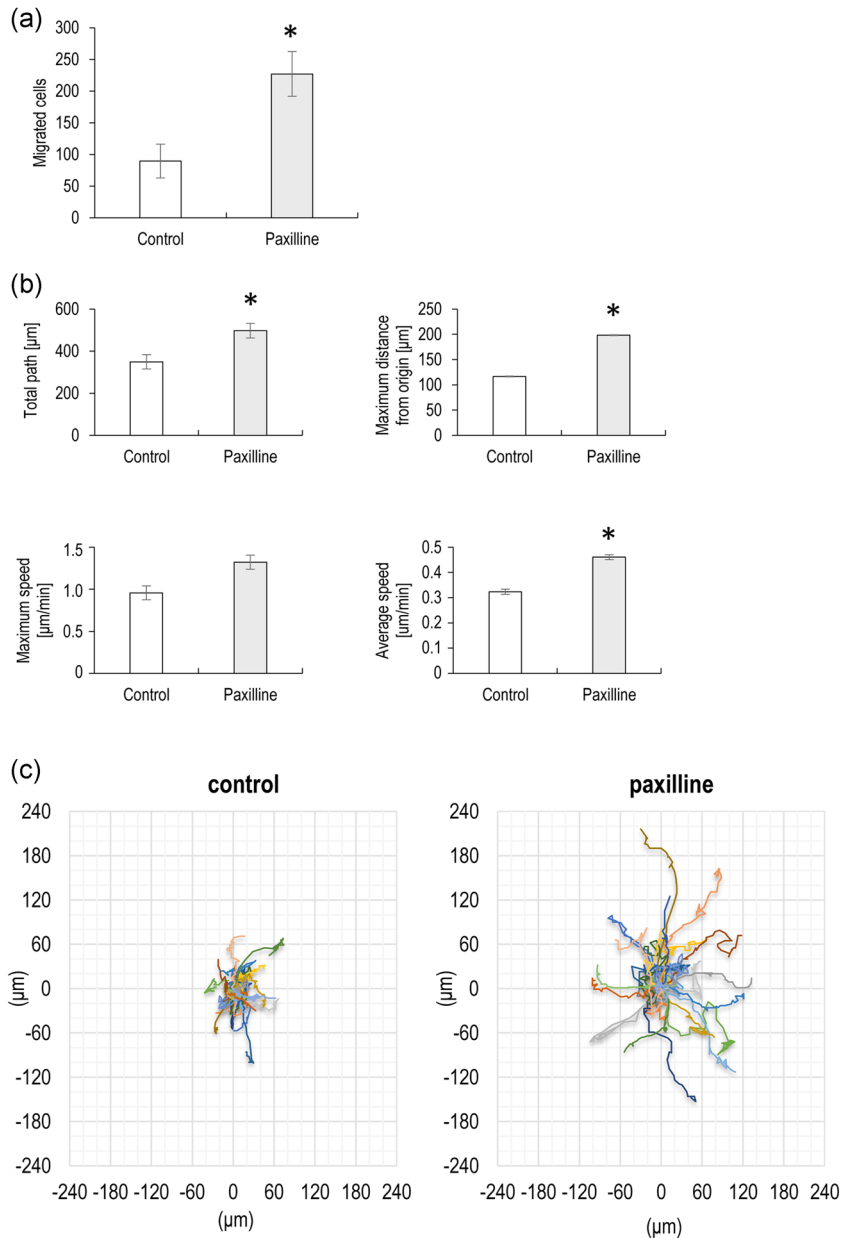 (a)
300
250
200
150
100
50
0
Migrated cells
*
Control
Paxilline
(b)
600
400
200
0
Total path [µm]
*
Control
Paxilline
250
200
150
100
50
0
Maximum distance
from origin [µm]
*
Control
Paxilline
1.5
1.0
0.5
0
Maximum speed
[µm/min]
Control
Paxilline
0.5
0.4
0.3
0.2
0.1
0
Average speed
[um/min]
*
Control
Paxilline
(c)
control
240
180
120
60
0
-60
-120
-180
-240
(µm)
-240 -180 -120 -60 0 60 120 180 240
(µm)
paxilline
240
180
120
60
0
-60
-120
-180
-240
(µm)
-240 -180 -120 -60 0 60 120 180 240
(µm)